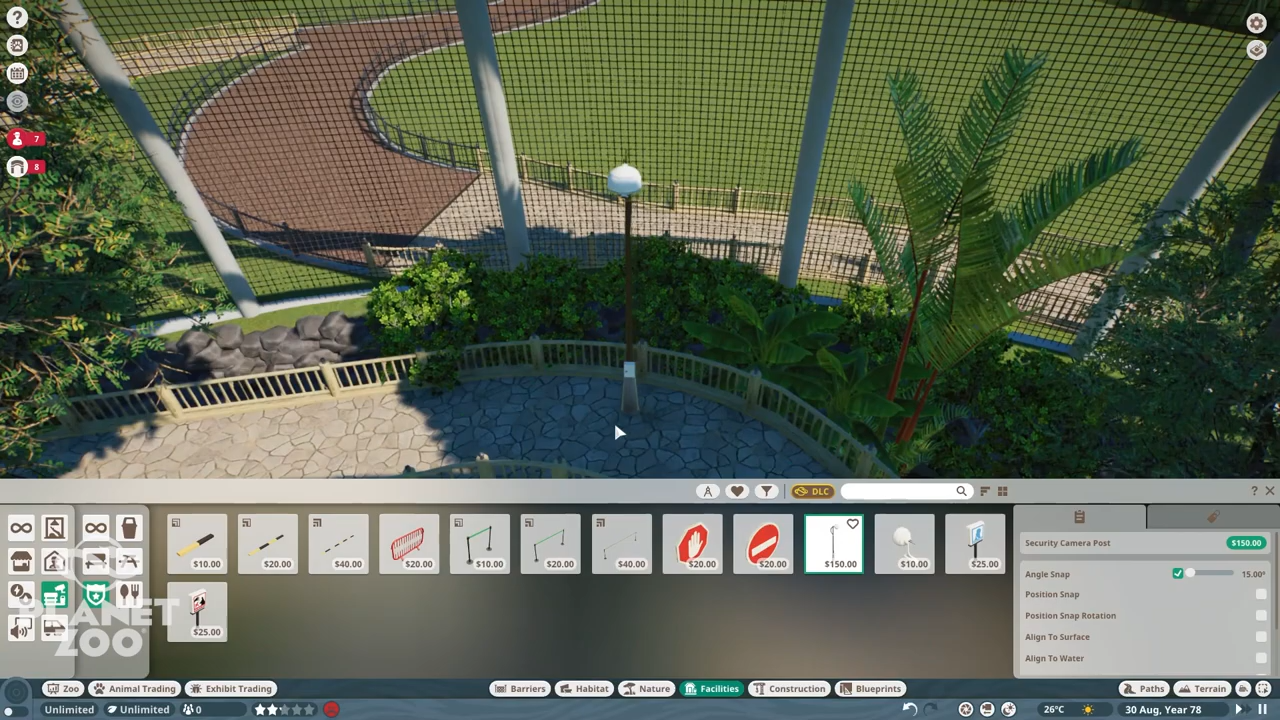 ?
7
8
DLC
? ×
$10.00
$20.00
$40.00
$20.00
$10.00
$20.00
$40.00
$20.00
$20.00
$150.00
$10.00
$25.00
$25.00
Security Camera Post $150.00
Angle Snap 15.00°
Position Snap
Position Snap Rotation
Align To Surface
Align To Water
PLANET
ZOO
Zoo Animal Trading Exhibit Trading Barriers Habitat Nature Facilities Construction Blueprints Paths Terrain
Unlimited Unlimited 0 26°C 30 Aug, Year 78